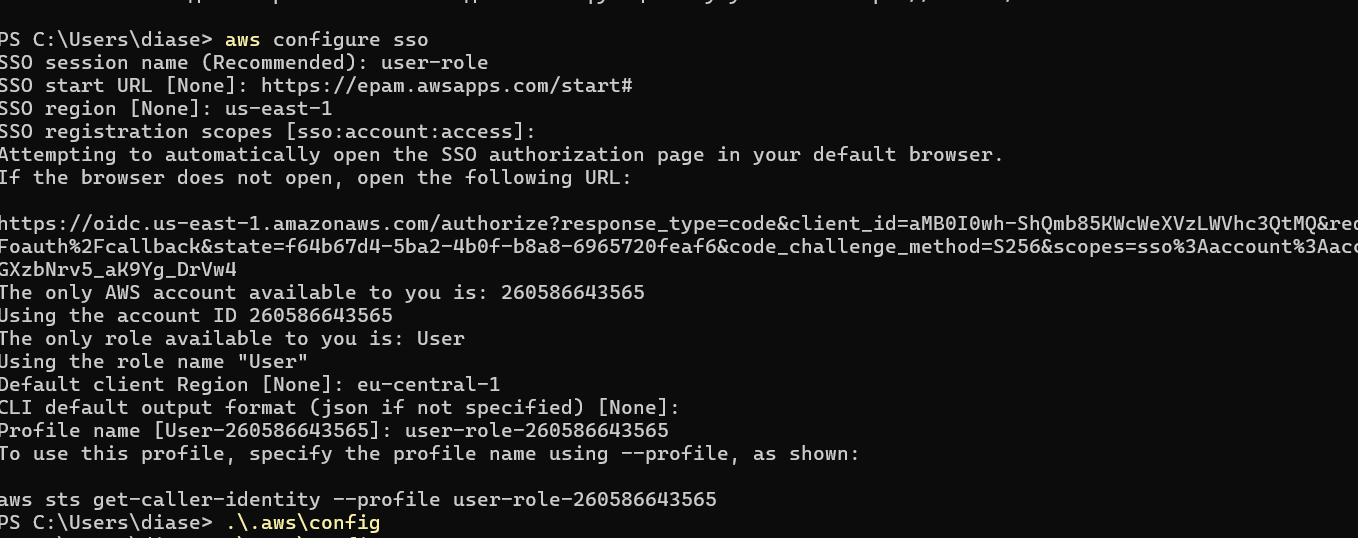 PS C:\Users\diase> aws configure sso
SSO session name (Recommended): user-role
SSO start URL [None]: https://epam.awsapps.com/start#
SSO region [None]: us-east-1
SSO registration scopes [sso:account:access]:
Attempting to automatically open the SSO authorization page in your default browser.
If the browser does not open, open the following URL:
https://oidc.us-east-1.amazonaws.com/authorize?response_type=code&client_id=aMB0I0wh-ShQmb85KWcWeXVzLWVhc3QtMQ&red
Foauth%2Fcallback&state=f64b67d4-5ba2-4b0f-b8a8-6965720feaf6&code_challenge_method=S256&scopes=sso%3Aaccount%3Aacc
GXzbNrv5_aK9Yg_DrVw4
The only AWS account available to you is: 260586643565
Using the account ID 260586643565
The only role available to you is: User
Using the role name "User"
Default client Region [None]: eu-central-1
CLI default output format (json if not specified) [None]:
Profile name [User-260586643565]: user-role-260586643565
To use this profile, specify the profile name using --profile, as shown:
aws sts get-caller-identity --profile user-role-260586643565
PS C:\Users\diase> .\.aws\config